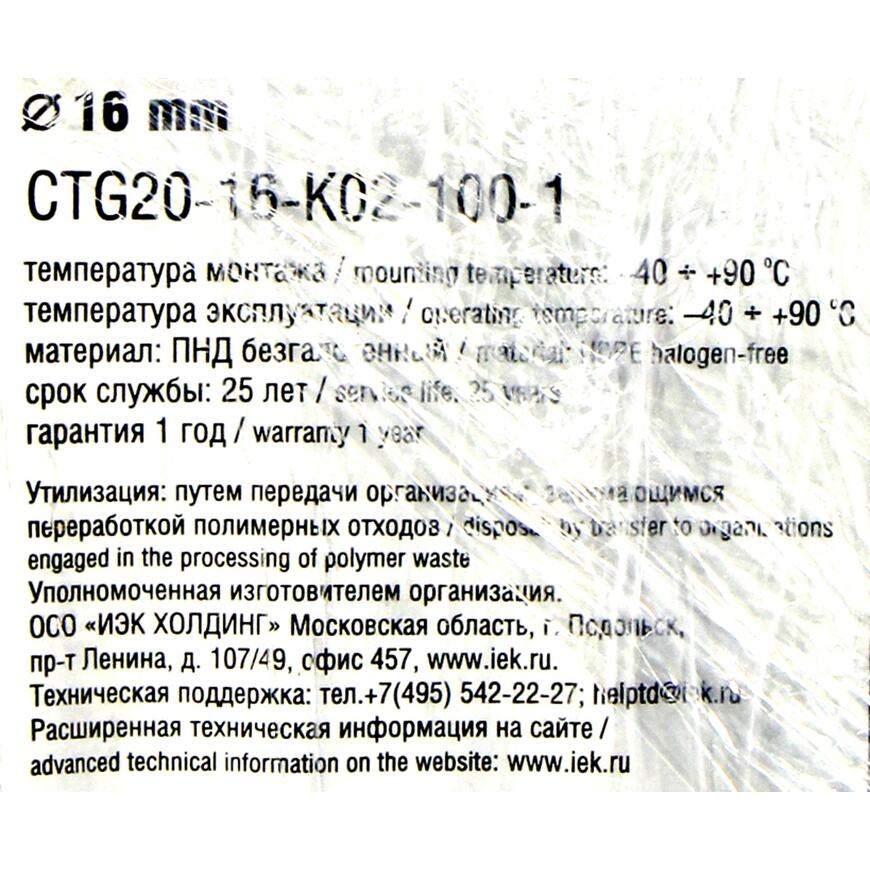 ⌀ 16 mm
CTG20-16-K02-100-1
температура монтажа / mounting temperature: -40 ÷ +90 °C
температура эксплуатации / operating temperature: –40 ÷ +90 °C
материал: ПНД безгалогенный / material: HDPE halogen-free
срок службы: 25 лет / service life: 25 years
гарантия 1 год / warranty 1 year
Утилизация: путем передачи организациям, занимающимся
переработкой полимерных отходов / disposal by transfer to organizations
engaged in the processing of polymer waste
Уполномоченная изготовителем организация:
ООО «ИЭК ХОЛДИНГ» Московская область, г. Подольск,
пр-т Ленина, д. 107/49, офис 457, www.iek.ru.
Техническая поддержка: тел.+7(495) 542-22-27; helptd@iek.ru
Расширенная техническая информация на сайте /
advanced technical information on the website: www.iek.ru